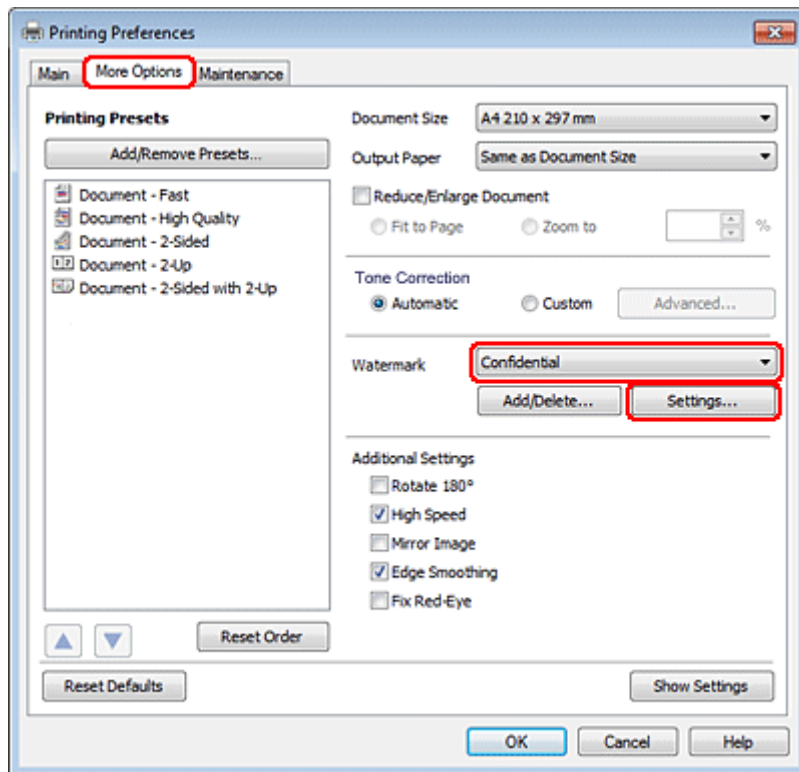 Printing Preferences
Main More Options Maintenance
Printing Presets
Add/Remove Presets...
Document - Fast
Document - High Quality
Document - 2-Sided
Document - 2-Up
Document - 2-Sided with 2-Up
Reset Order
Document Size A4 210 x 297 mm
Output Paper Same as Document Size
Reduce/Enlarge Document
Fit to Page Zoom to %
Tone Correction
Automatic Custom Advanced...
Watermark Confidential
Add/Delete... Settings...
Additional Settings
Rotate 180°
High Speed
Mirror Image
Edge Smoothing
Fix Red-Eye
Reset Defaults Show Settings
OK Cancel Help